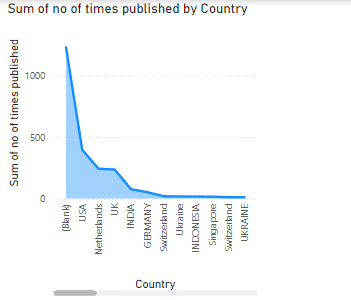 Sum of no of times published by Country
Sum of no of times published
1000
500
0
(Blank)
USA
Netherlands
UK
INDIA
GERMANY
Switzerland
Ukraine
INDONESIA
Singapore
Switzerland
UKRAINE
Country